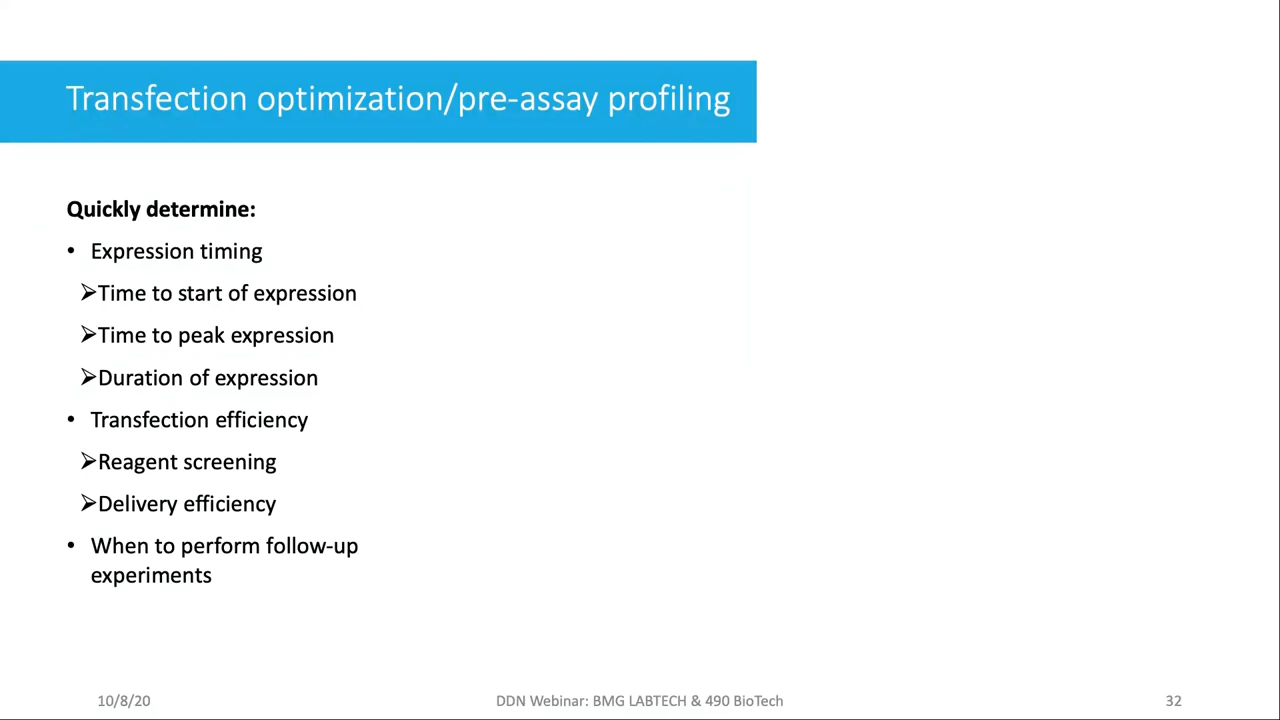 Transfection optimization/pre-assay profiling
Quickly determine:
• Expression timing
➢Time to start of expression
➢Time to peak expression
➢Duration of expression
• Transfection efficiency
➢Reagent screening
➢Delivery efficiency
• When to perform follow-up
experiments
10/8/20
DDN Webinar: BMG LABTECH & 490 BioTech
32